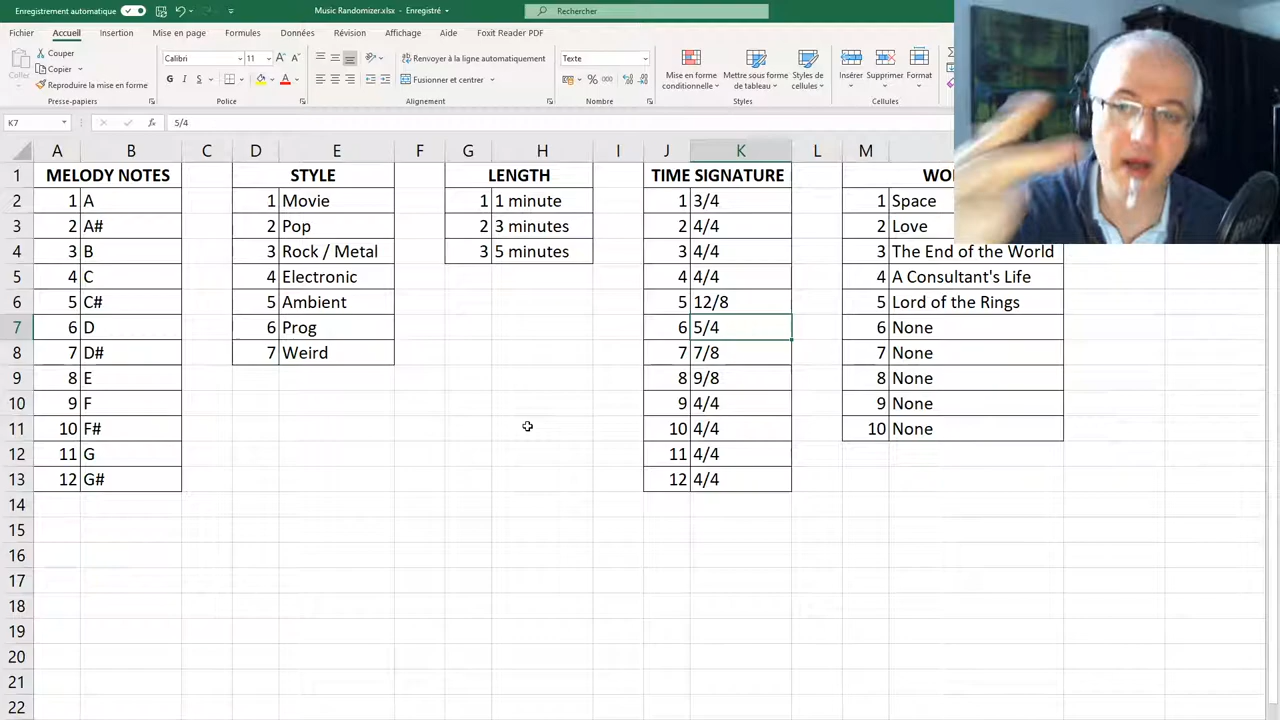 Enregistrement automatique
Music Randomizer.xlsx - Enregistré
Rechercher
Fichier Accueil Insertion Mise en page Formules Données Révision Affichage Aide Foxit Reader PDF
Coller
Couper
Copier
Reproduire la mise en forme
Presse-papiers
Calibri 11
G S A
Police
Renvoyer à la ligne automatiquement
Fusionner et centrer
Alignement
Texte
% 000
Nombre
Mise en forme conditionnelle
Mettre sous forme de tableau
Styles de cellules
Styles
Insérer Supprimer Format
Cellules
K7 fx 5/4
A B C D E F G H I J K L M
1 MELODY NOTES STYLE LENGTH TIME SIGNATURE WO
2 1 A 1 Movie 1 1 minute 1 3/4 1 Space
3 2 A# 2 Pop 2 3 minutes 2 4/4 2 Love
4 3 B 3 Rock / Metal 3 5 minutes 3 4/4 3 The End of the World
5 4 C 4 Electronic 4 4/4 4 A Consultant's Life
6 5 C# 5 Ambient 5 12/8 5 Lord of the Rings
7 6 D 6 Prog 6 5/4 6 None
8 7 D# 7 Weird 7 7/8 7 None
9 8 E 8 9/8 8 None
10 9 F 9 4/4 9 None
11 10 F# 10 4/4 10 None
12 11 G 11 4/4
13 12 G# 12 4/4
14
15
16
17
18
19
20
21
22